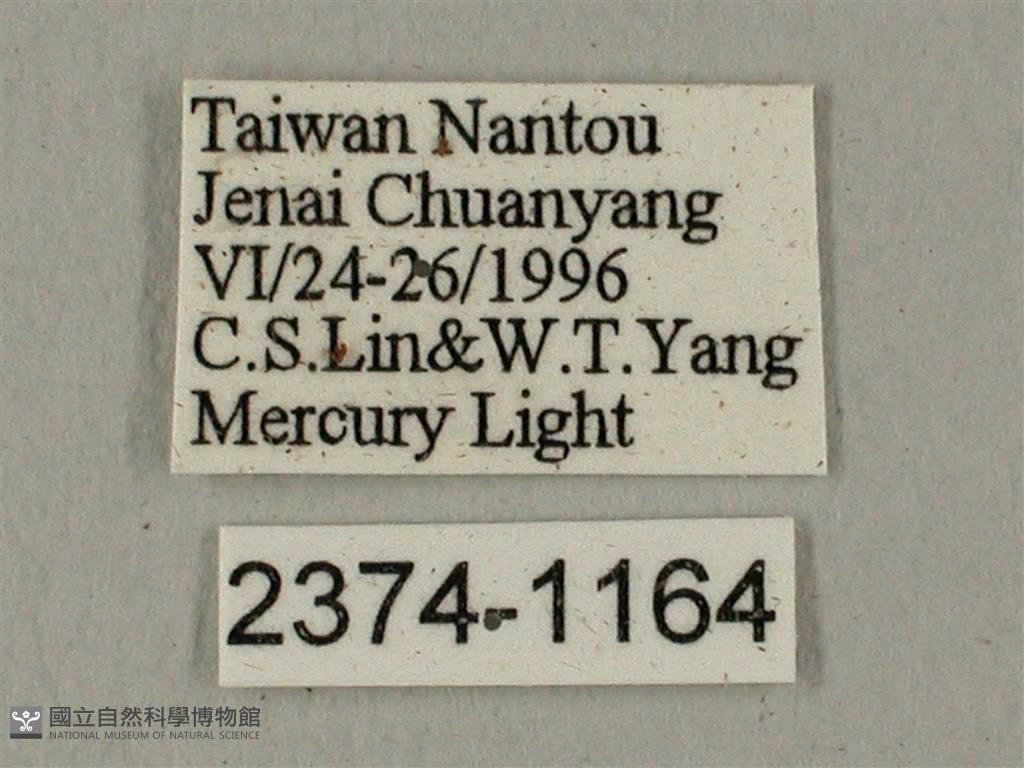 Taiwan Nantou
Jenai Chuanyang
VI/24-26/1996
C.S.Lin&W.T.Yang
Mercury Light
2374-1164
國立自然科學博物館
NATIONAL MUSEUM OF NATURAL SCIENCE